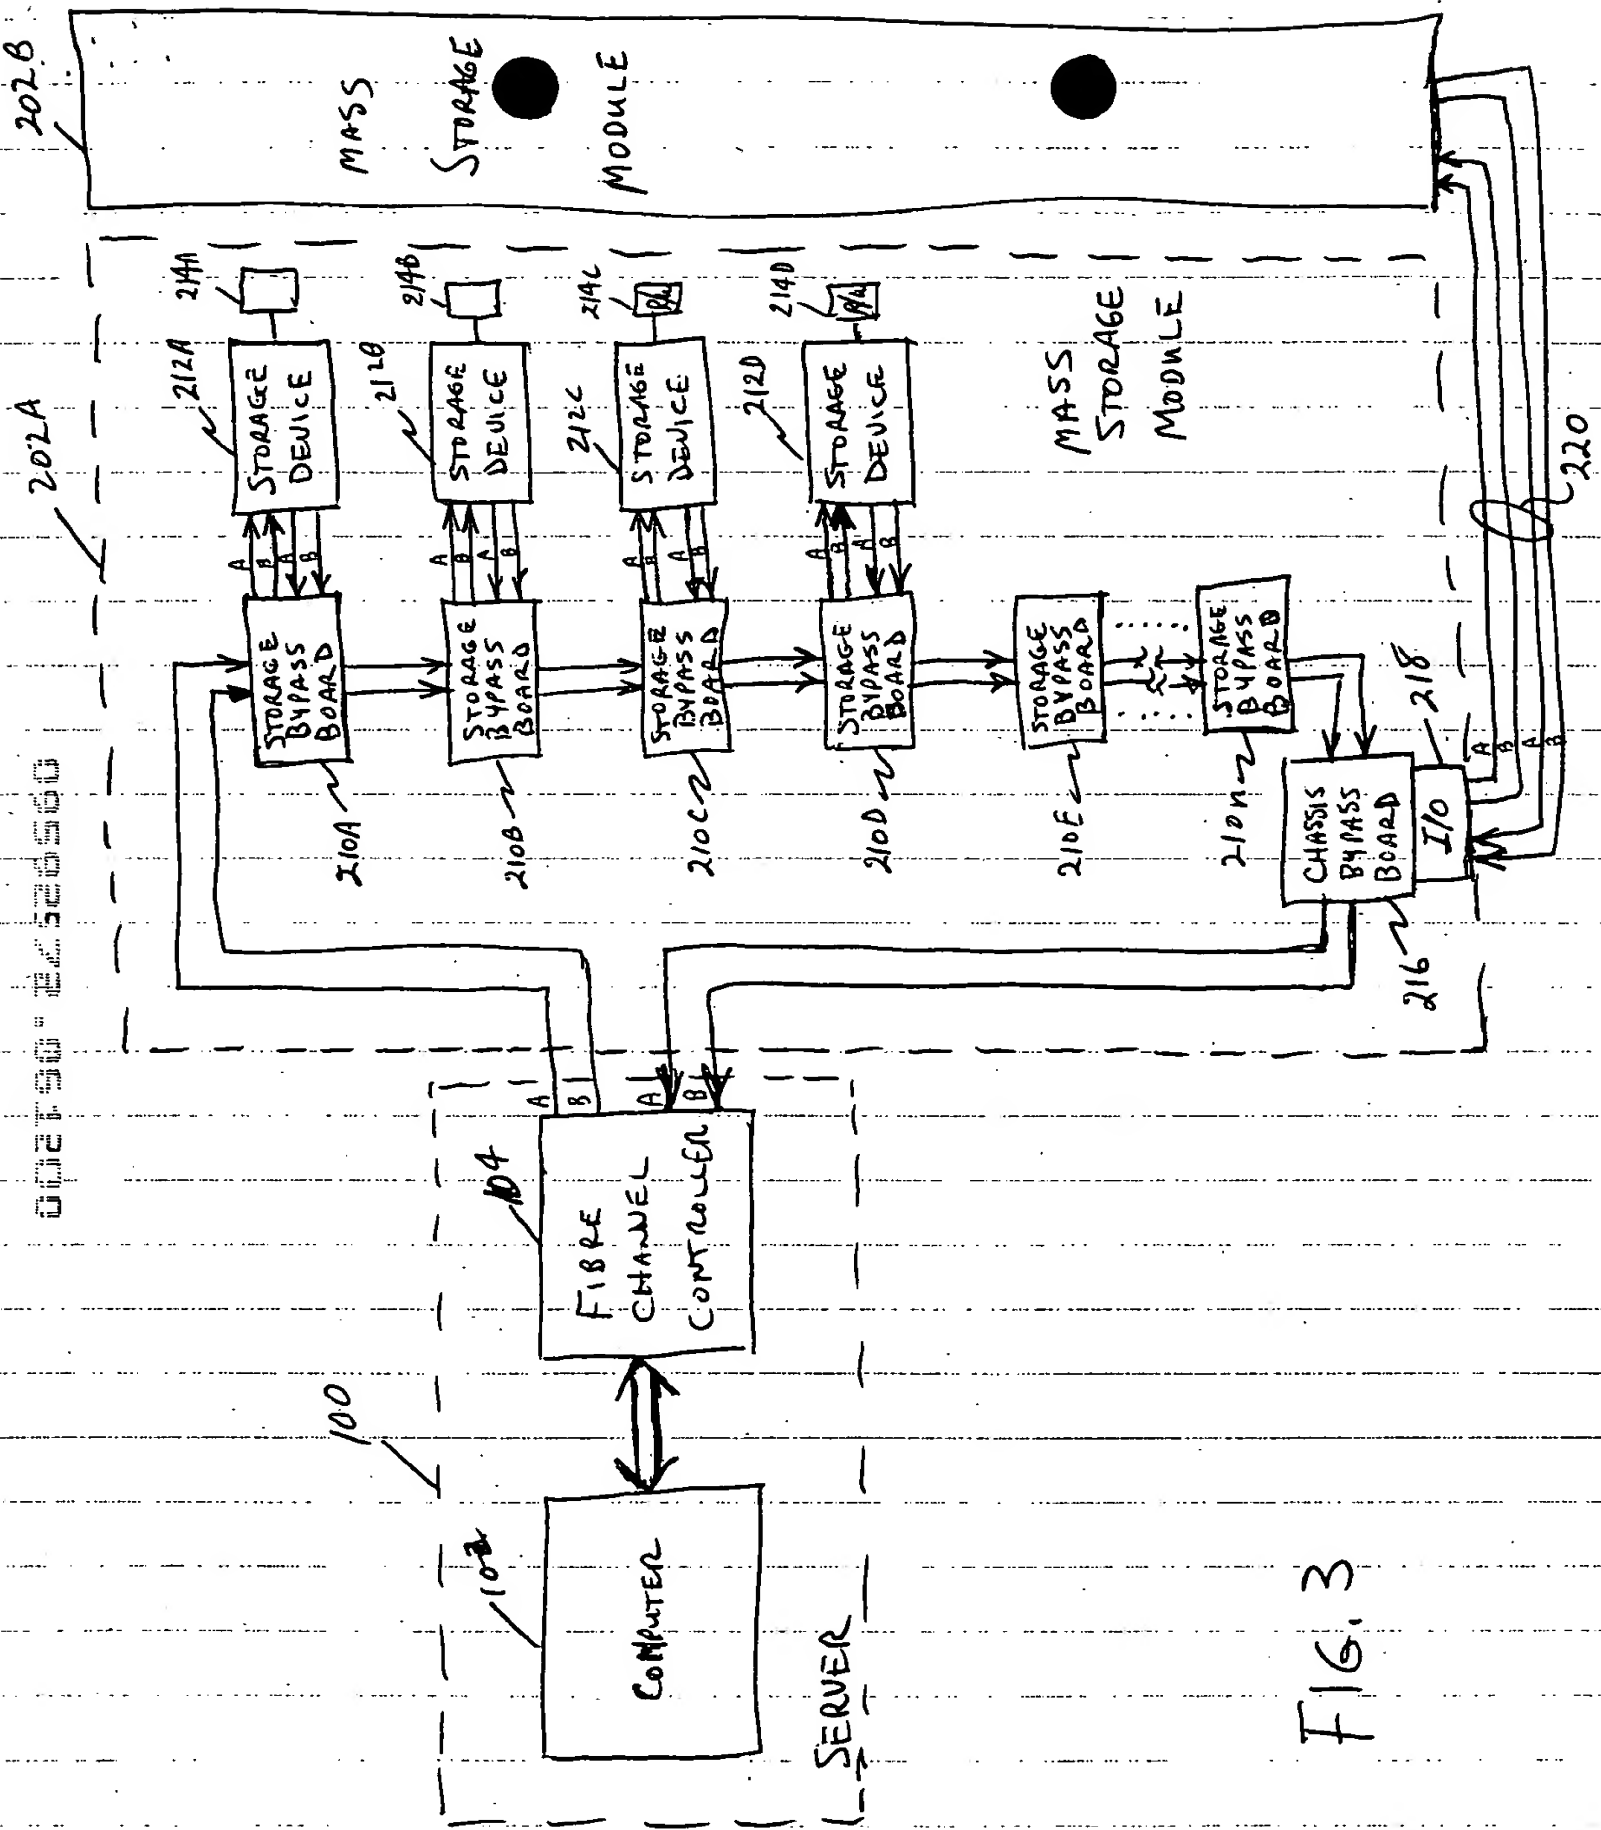 202B
MASS
STORAGE
MODULE
202A
214A
214B
214C
214D
212A
STORAGE
DEVICE
212B
STORAGE
DEVICE
212C
STORAGE
DEVICE
212D
STORAGE
DEVICE
MASS
STORAGE
MODULE
A
B
A
B
A
B
A
B
A
B
A
B
A
B
A
B
STORAGE
BYPASS
BOARD
210A
STORAGE
BYPASS
BOARD
210B
STORAGE
BYPASS
BOARD
210C
STORAGE
BYPASS
BOARD
210D
STORAGE
BYPASS
BOARD
210E
STORAGE
BYPASS
BOARD
210n
CHASSIS
BYPASS
BOARD
216
I/O
218
A
B
A
B
220
A
B
A
B
FIBRE
CHANNEL
CONTROLLER
104
100
COMPUTER
102
SERVER
FIG. 3